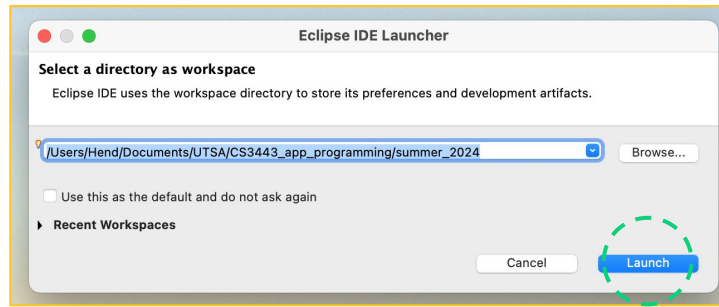 Eclipse IDE Launcher
Select a directory as workspace
Eclipse IDE uses the workspace directory to store its preferences and development artifacts.
/Users/Hend/Documents/UTSA/CS3443_app_programming/summer_2024
Browse...
Use this as the default and do not ask again
Recent Workspaces
Cancel
Launch